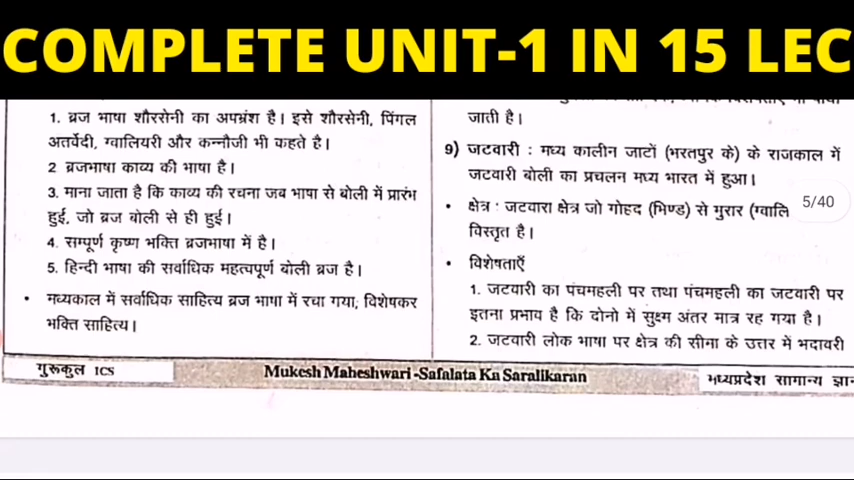 COMPLETE UNIT-1 IN 15 LEC
1. ब्रज भाषा शौरसेनी का अपभ्रंश है। इसे शौरसेनी, पिंगल
अतर्वेदी, ग्वालियरी और कन्नौजी भी कहते है।
2 ब्रजभाषा काव्य की भाषा है।
3. माना जाता है कि काव्य की रचना जब भाषा से बोली में प्रारंभ
हुई, जो ब्रज बोली से ही हुई।
4. सम्पूर्ण कृष्ण भक्ति ब्रजभाषा में है।
5. हिन्दी भाषा की सर्वाधिक महत्वपूर्ण बोली ब्रज है।
• मध्यकाल में सर्वाधिक साहित्य ब्रज भाषा में रचा गया; विशेषकर
भक्ति साहित्य।
जाती है।
9) जटवारी : मध्य कालीन जाटों (भरतपुर के) के राजकाल में
जटवारी बोली का प्रचलन मध्य भारत में हुआ।
• क्षेत्र : जटवारा क्षेत्र जो गोहद (भिण्ड) से मुरार (ग्वालि
विस्तृत है।
5/40
• विशेषताएँ
1. जटवारी का पंचमहली पर तथा पंचमहली का जटवारी पर
इतना प्रभाव है कि दोनो में सुक्ष्म अंतर मात्र रह गया है।
2. जटवारी लोक भाषा पर क्षेत्र की सीमा के उत्तर में भदावरी
गुरूकुल ICS
Mukesh Maheshwari -Safalata Ka Saralikaran
मध्यप्रदेश सामान्य ज्ञान